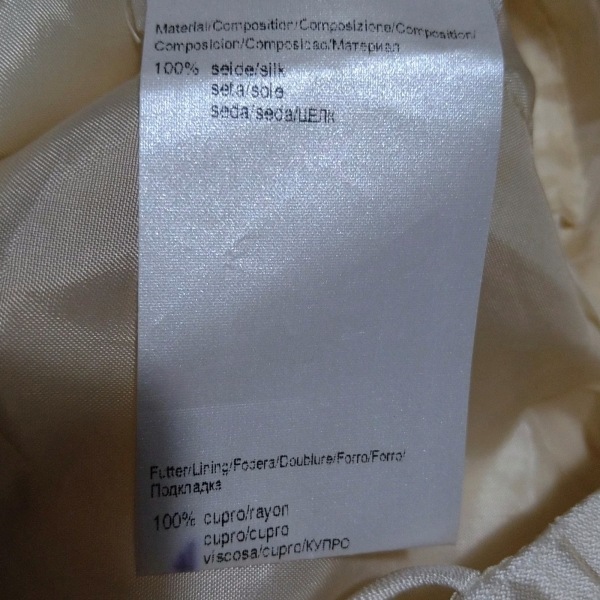 Material/Composition/Composizione/Composition/
Composicion/Composicao/Материал
100% seide/silk
seta/soie
seda/seda/ШЕЛК
Futter/Lining/Fodera/Doublure/Forro/Forro/
Подкладка
100% cupro/rayon
cupro/cupro
viscosa/cupro/КУПРО